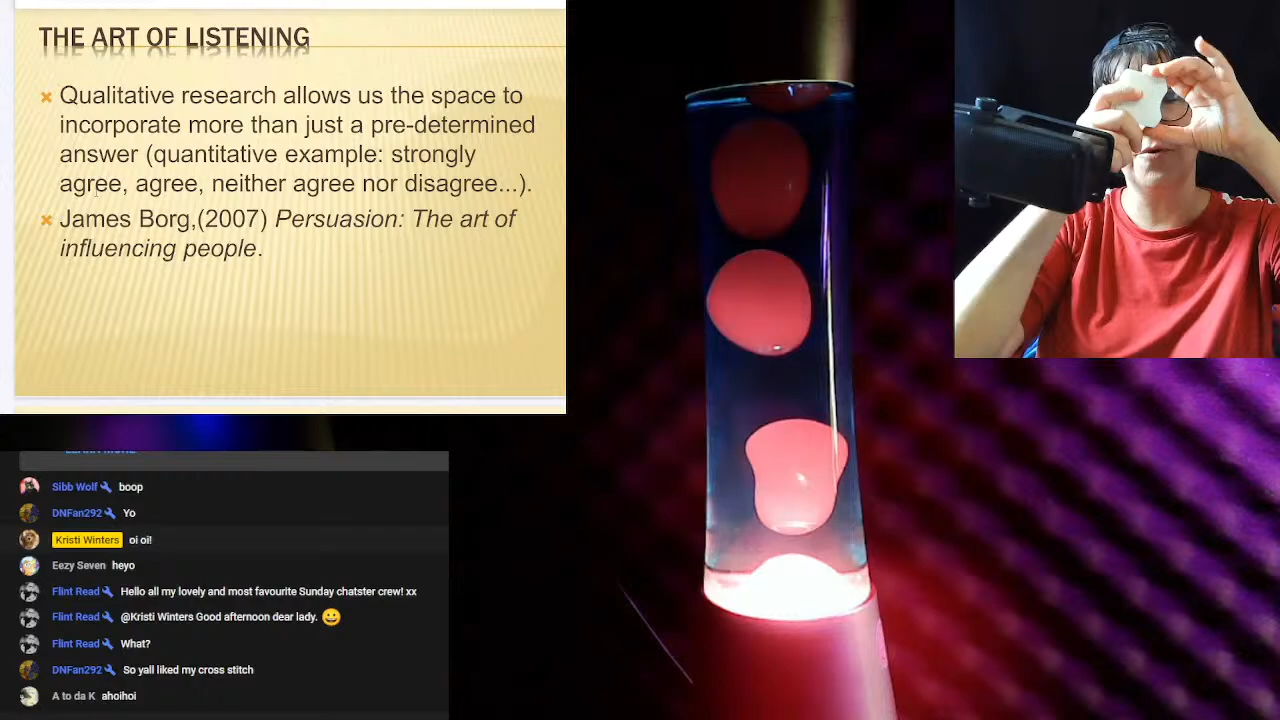 THE ART OF LISTENING
Qualitative research allows us the space to
incorporate more than just a pre-determined
answer (quantitative example: strongly
agree, agree, neither agree nor disagree...).
James Borg,(2007) Persuasion: The art of
influencing people.
Sibb Wolf boop
DNFan292 Yo
Kristi Winters oi oi!
Eezy Seven heyo
Flint Read Hello all my lovely and most favourite Sunday chatster crew! xx
Flint Read @Kristi Winters Good afternoon dear lady. 😀
Flint Read What?
DNFan292 So yall liked my cross stitch
A to da K ahoihoi